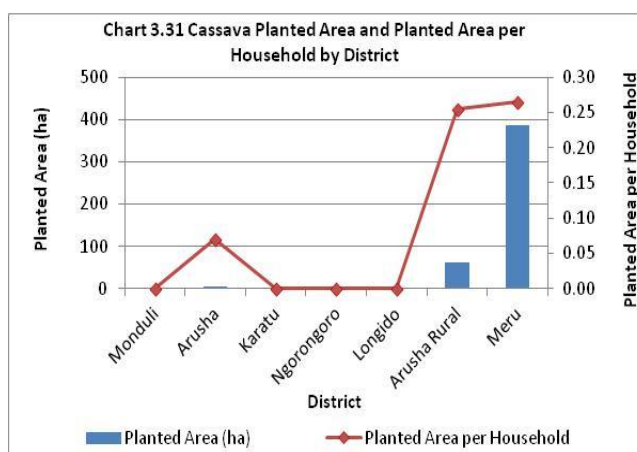 Chart 3.31 Cassava Planted Area and Planted Area per
Household by District
500
400
300
200
100
0
Planted Area (ha)
0.30
0.25
0.20
0.15
0.10
0.05
0.00
Planted Area per Household
Monduli
Arusha
Karatu
Ngorongoro
Longido
Arusha Rural
Meru
District
Planted Area (ha)
Planted Area per Household